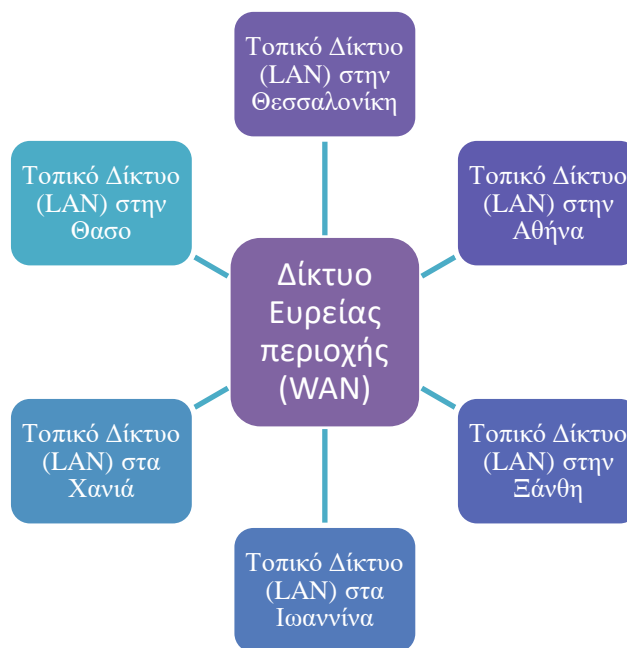 Τοπικό Δίκτυο
(LAN) στην
Θεσσαλονίκη
Τοπικό Δίκτυο
(LAN) στην
Θασο
Τοπικό Δίκτυο
(LAN) στην
Αθήνα
Δίκτυο
Ευρείας
περιοχής
(WAN)
Τοπικό Δίκτυο
(LAN) στα
Χανιά
Τοπικό Δίκτυο
(LAN) στην
Ξάνθη
Τοπικό Δίκτυο
(LAN) στα
Ιωαννίνα